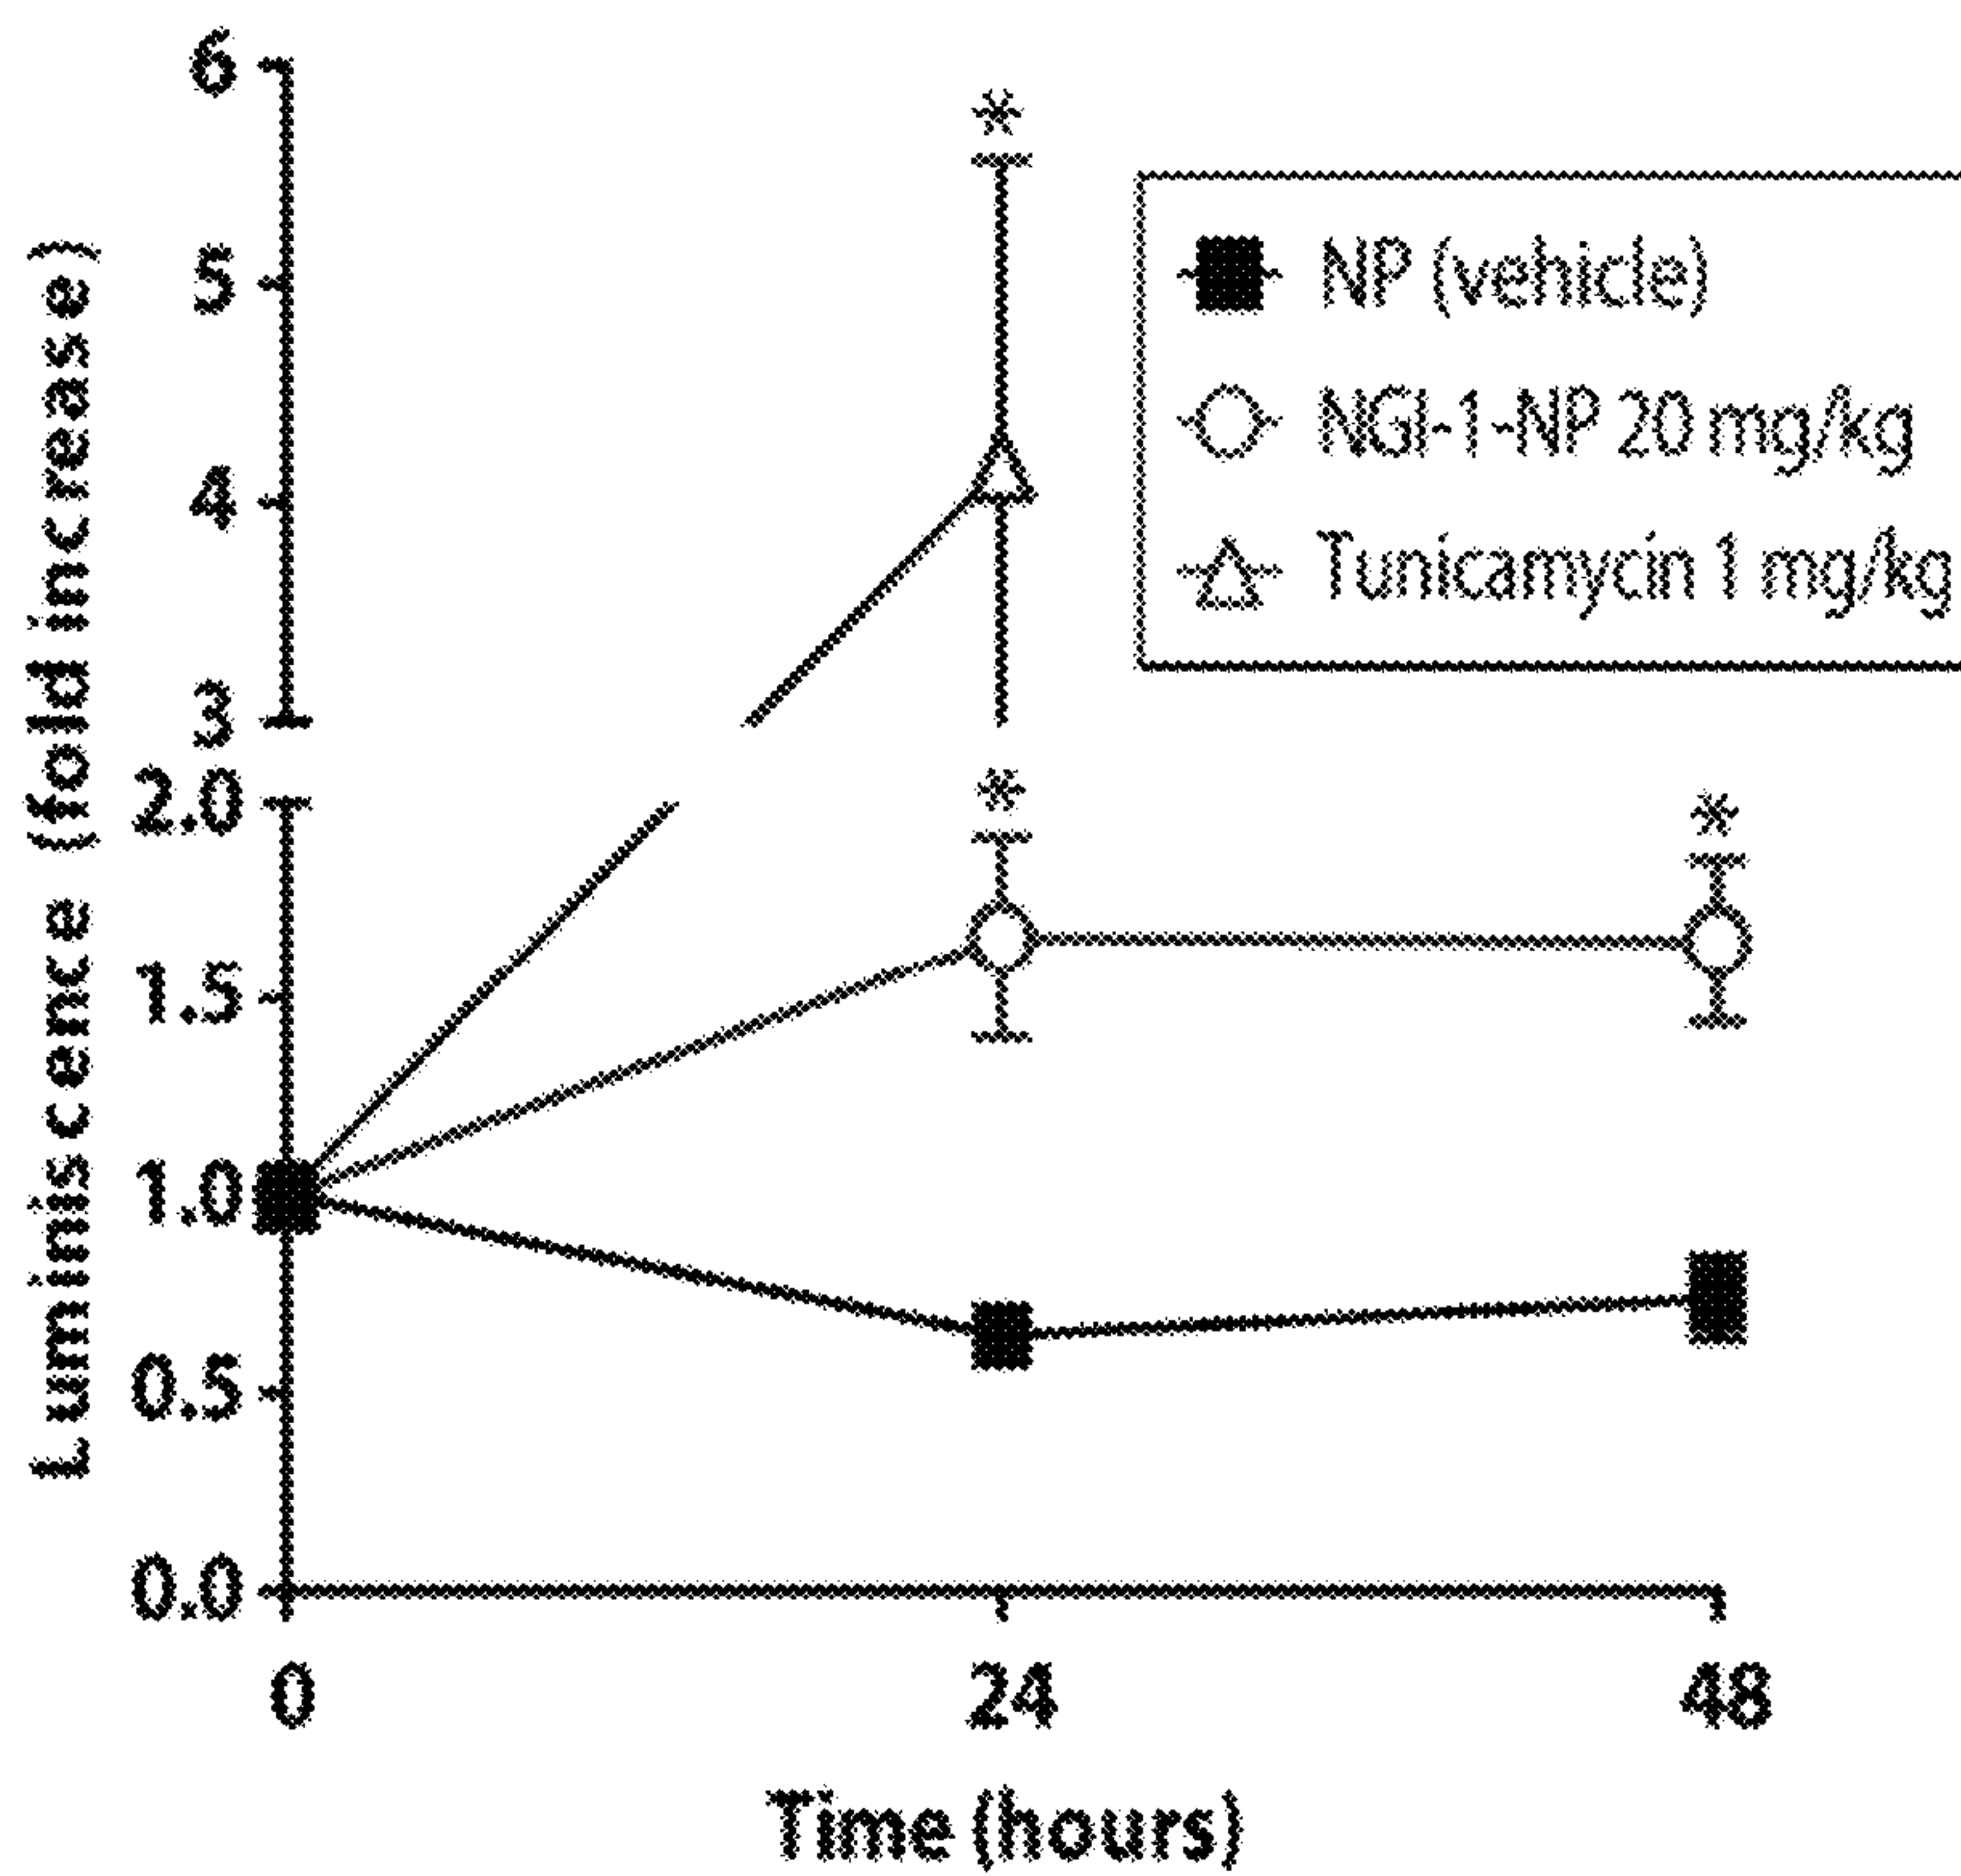 Luminscence (fold increase)
6
5
4
3
2.0
1.5
1.0
0.5
0.0
*
*
*
NP (vehicle)
NGI-1-NP 20 mg/kg
Tunicamycin 1 mg/kg
0 24 48
Time (hours)